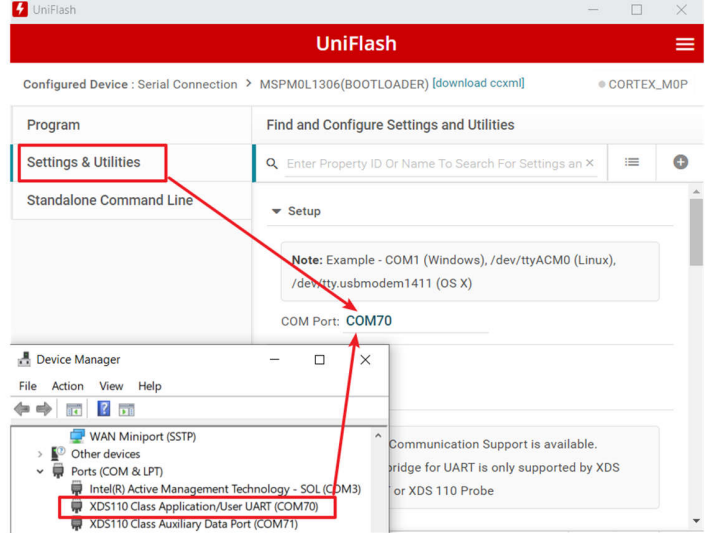 UniFlash
UniFlash
Configured Device : Serial Connection > MSPM0L1306(BOOTLOADER) [download ccxml] CORTEX_M0P
Program
Settings & Utilities
Standalone Command Line
Find and Configure Settings and Utilities
Enter Property ID Or Name To Search For Settings an
Setup
Note: Example - COM1 (Windows), /dev/ttyACM0 (Linux),
/dev/tty.usbmodem1411 (OS X)
COM Port: COM70
Communication Support is available.
bridge for UART is only supported by XDS
or XDS 110 Probe
Device Manager
File Action View Help
WAN Miniport (SSTP)
Other devices
Ports (COM & LPT)
Intel(R) Active Management Technology - SOL (COM3)
XDS110 Class Application/User UART (COM70)
XDS110 Class Auxiliary Data Port (COM71)